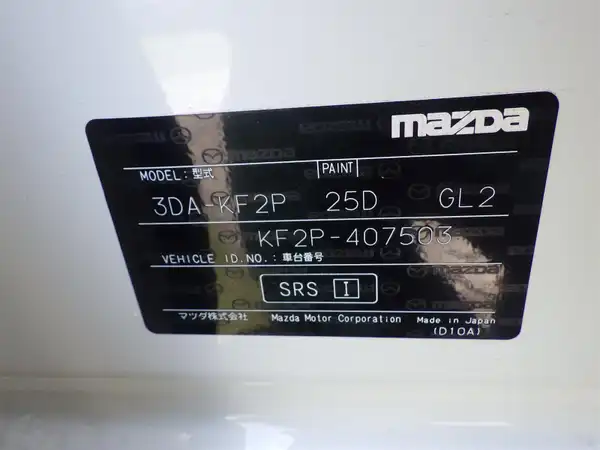 mazda
MODEL:型式 PAINT
3DA-KF2P 25D GL2
KF2P-407503
VEHICLE ID.NO.:車台番号
SRS I
マツダ株式会社 Mazda Motor Corporation Made in Japan
(D10A)